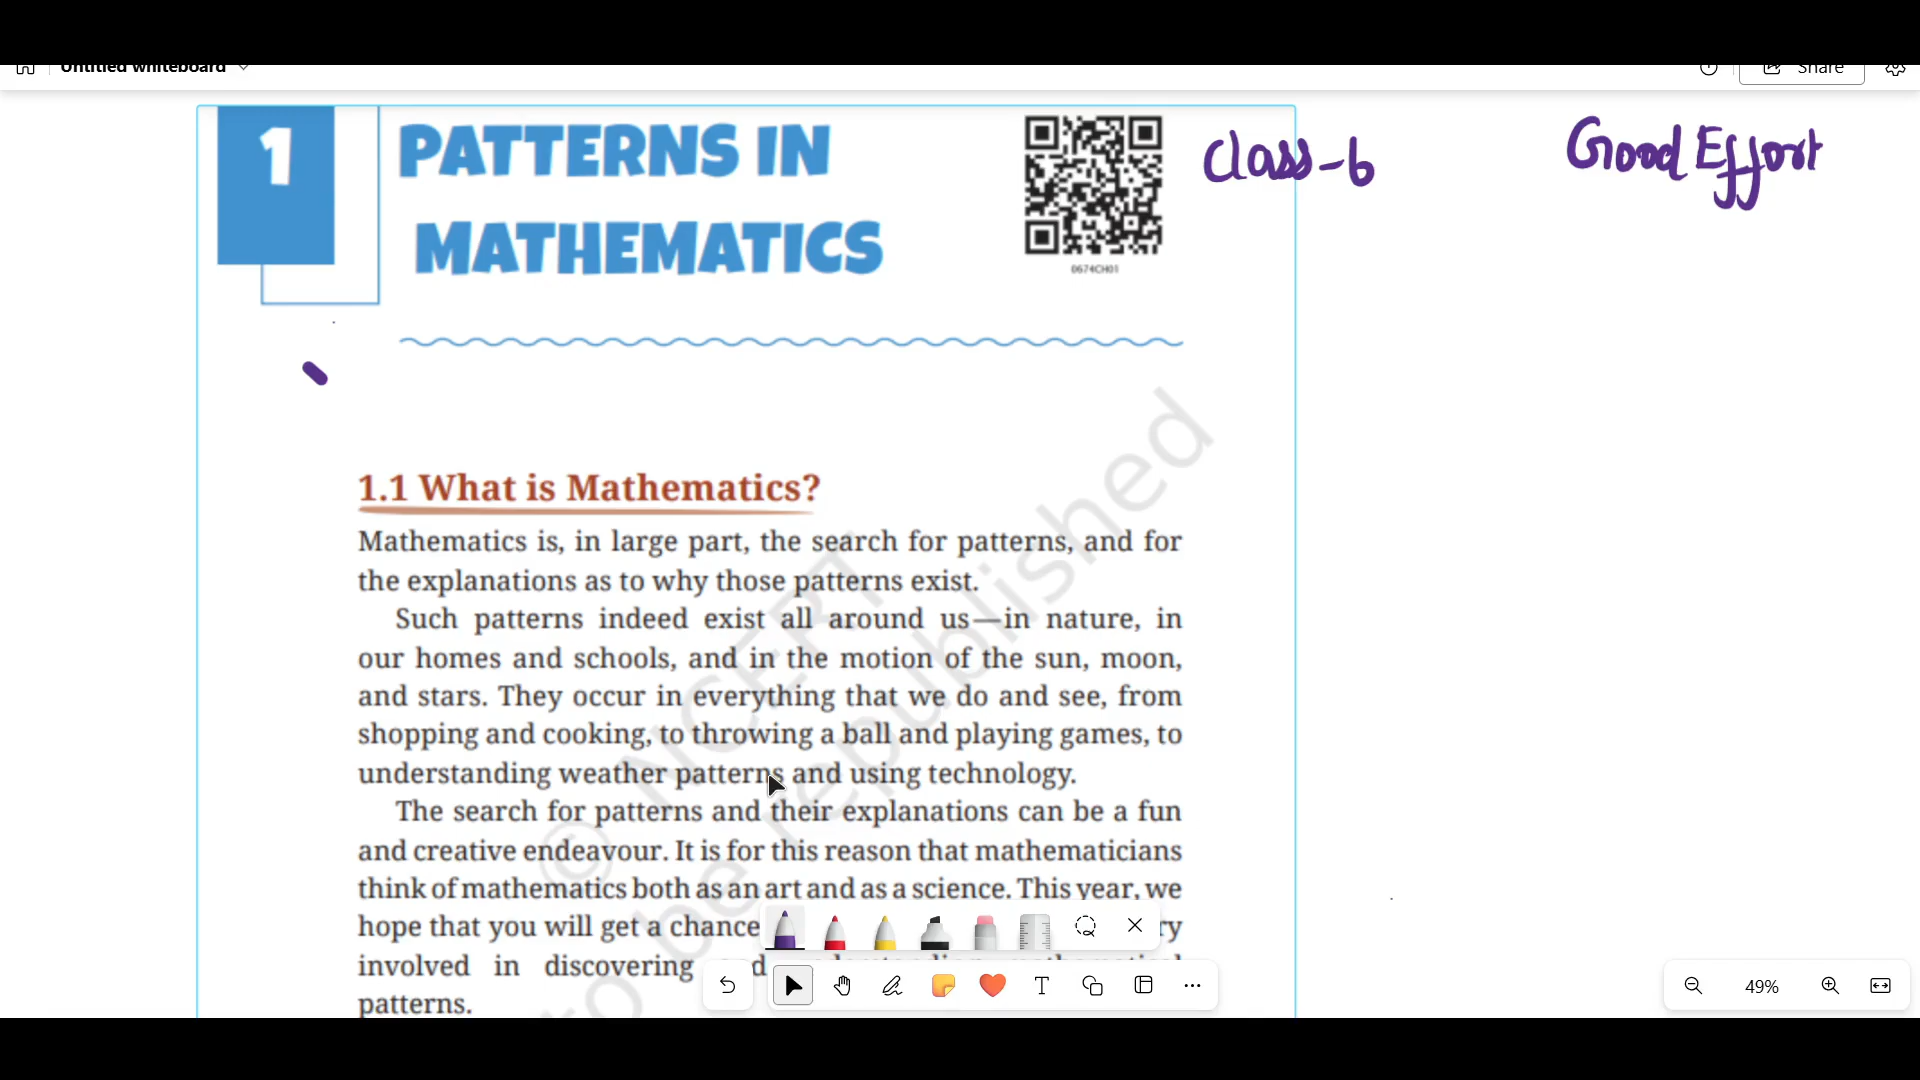 Untitled whiteboard
Share
1
PATTERNS IN
MATHEMATICS
0674CH01
Class-6
Good Effort
1.1 What is Mathematics?
Mathematics is, in large part, the search for patterns, and for
the explanations as to why those patterns exist.
Such patterns indeed exist all around us—in nature, in
our homes and schools, and in the motion of the sun, moon,
and stars. They occur in everything that we do and see, from
shopping and cooking, to throwing a ball and playing games, to
understanding weather patterns and using technology.
The search for patterns and their explanations can be a fun
and creative endeavour. It is for this reason that mathematicians
think of mathematics both as an art and as a science. This year, we
hope that you will get a chance
involved in discovering
patterns.
© NCERT
to be republished
49%